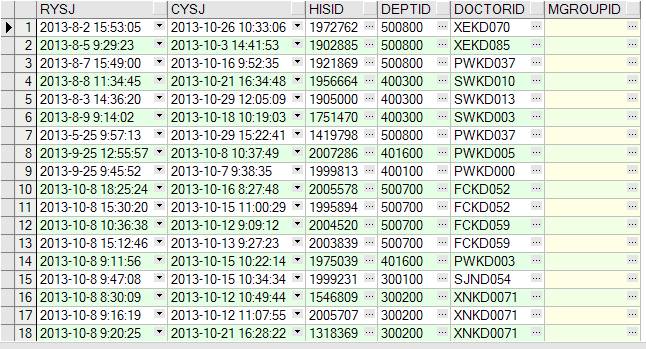 RYSJ CYSJ HISID DEPTID DOCTORID MGROUPID
1 2013-8-2 15:53:05 2013-10-26 10:33:06 1972762 500800 XEKD070
2 2013-8-5 9:29:23 2013-10-3 14:41:53 1902885 500800 XEKD085
3 2013-8-7 15:49:00 2013-10-16 9:52:35 1921869 500800 PWKD037
4 2013-8-8 11:34:45 2013-10-21 16:34:48 1956664 400300 SWKD010
5 2013-8-3 14:36:20 2013-10-29 12:05:09 1905000 400300 SWKD013
6 2013-8-9 9:14:02 2013-10-18 10:19:03 1751470 400300 SWKD003
7 2013-5-25 9:57:13 2013-10-29 15:22:41 1419798 500800 PWKD037
8 2013-9-25 12:55:57 2013-10-8 10:37:49 2007286 401600 PWKD005
9 2013-9-25 9:45:52 2013-10-7 9:38:35 1999813 400100 PWKD000
10 2013-10-8 18:25:24 2013-10-16 8:27:48 2005578 500700 FCKD052
11 2013-10-8 15:30:20 2013-10-15 11:00:29 1995894 500700 FCKD052
12 2013-10-8 10:36:38 2013-10-12 9:09:12 2004520 500700 FCKD059
13 2013-10-8 15:12:46 2013-10-13 9:27:23 2003839 500700 FCKD059
14 2013-10-8 9:11:56 2013-10-15 10:22:14 1975039 401600 PWKD003
15 2013-10-8 9:47:08 2013-10-15 10:34:34 1999231 300100 SJND054
16 2013-10-8 8:30:09 2013-10-12 10:49:44 1546809 300200 XNKD0071
17 2013-10-8 9:16:19 2013-10-12 11:07:55 2005707 300200 XNKD0071
18 2013-10-8 9:20:25 2013-10-21 16:28:22 1318369 300200 XNKD0071